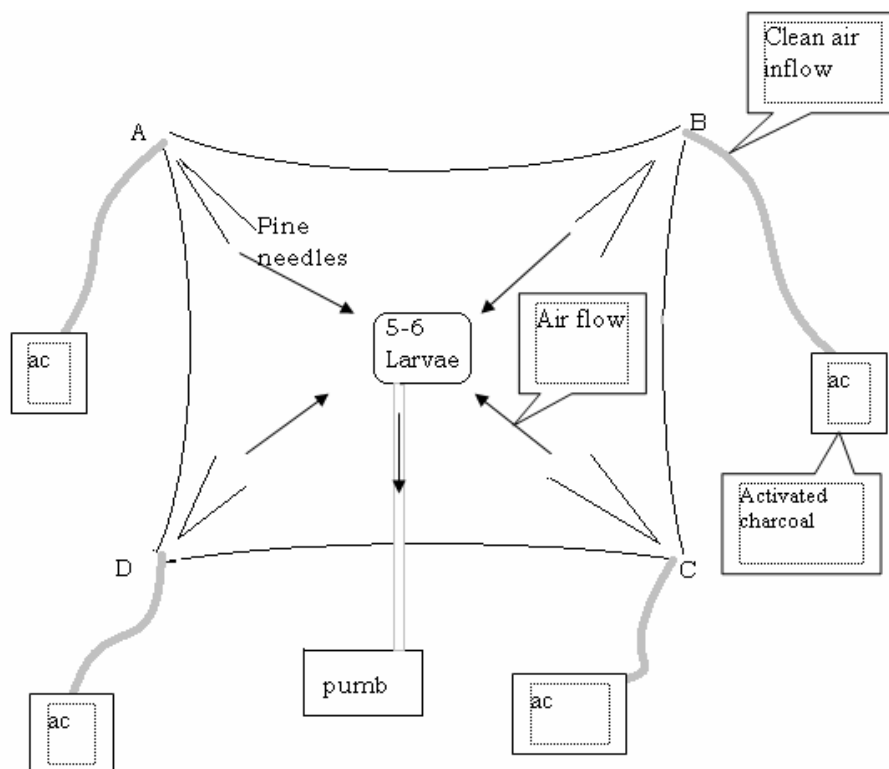 Clean air
inflow
A
B
Pine
needles
5-6
Larvae
Air flow
ac
ac
Activated
charcoal
D
C
pumb
ac
ac